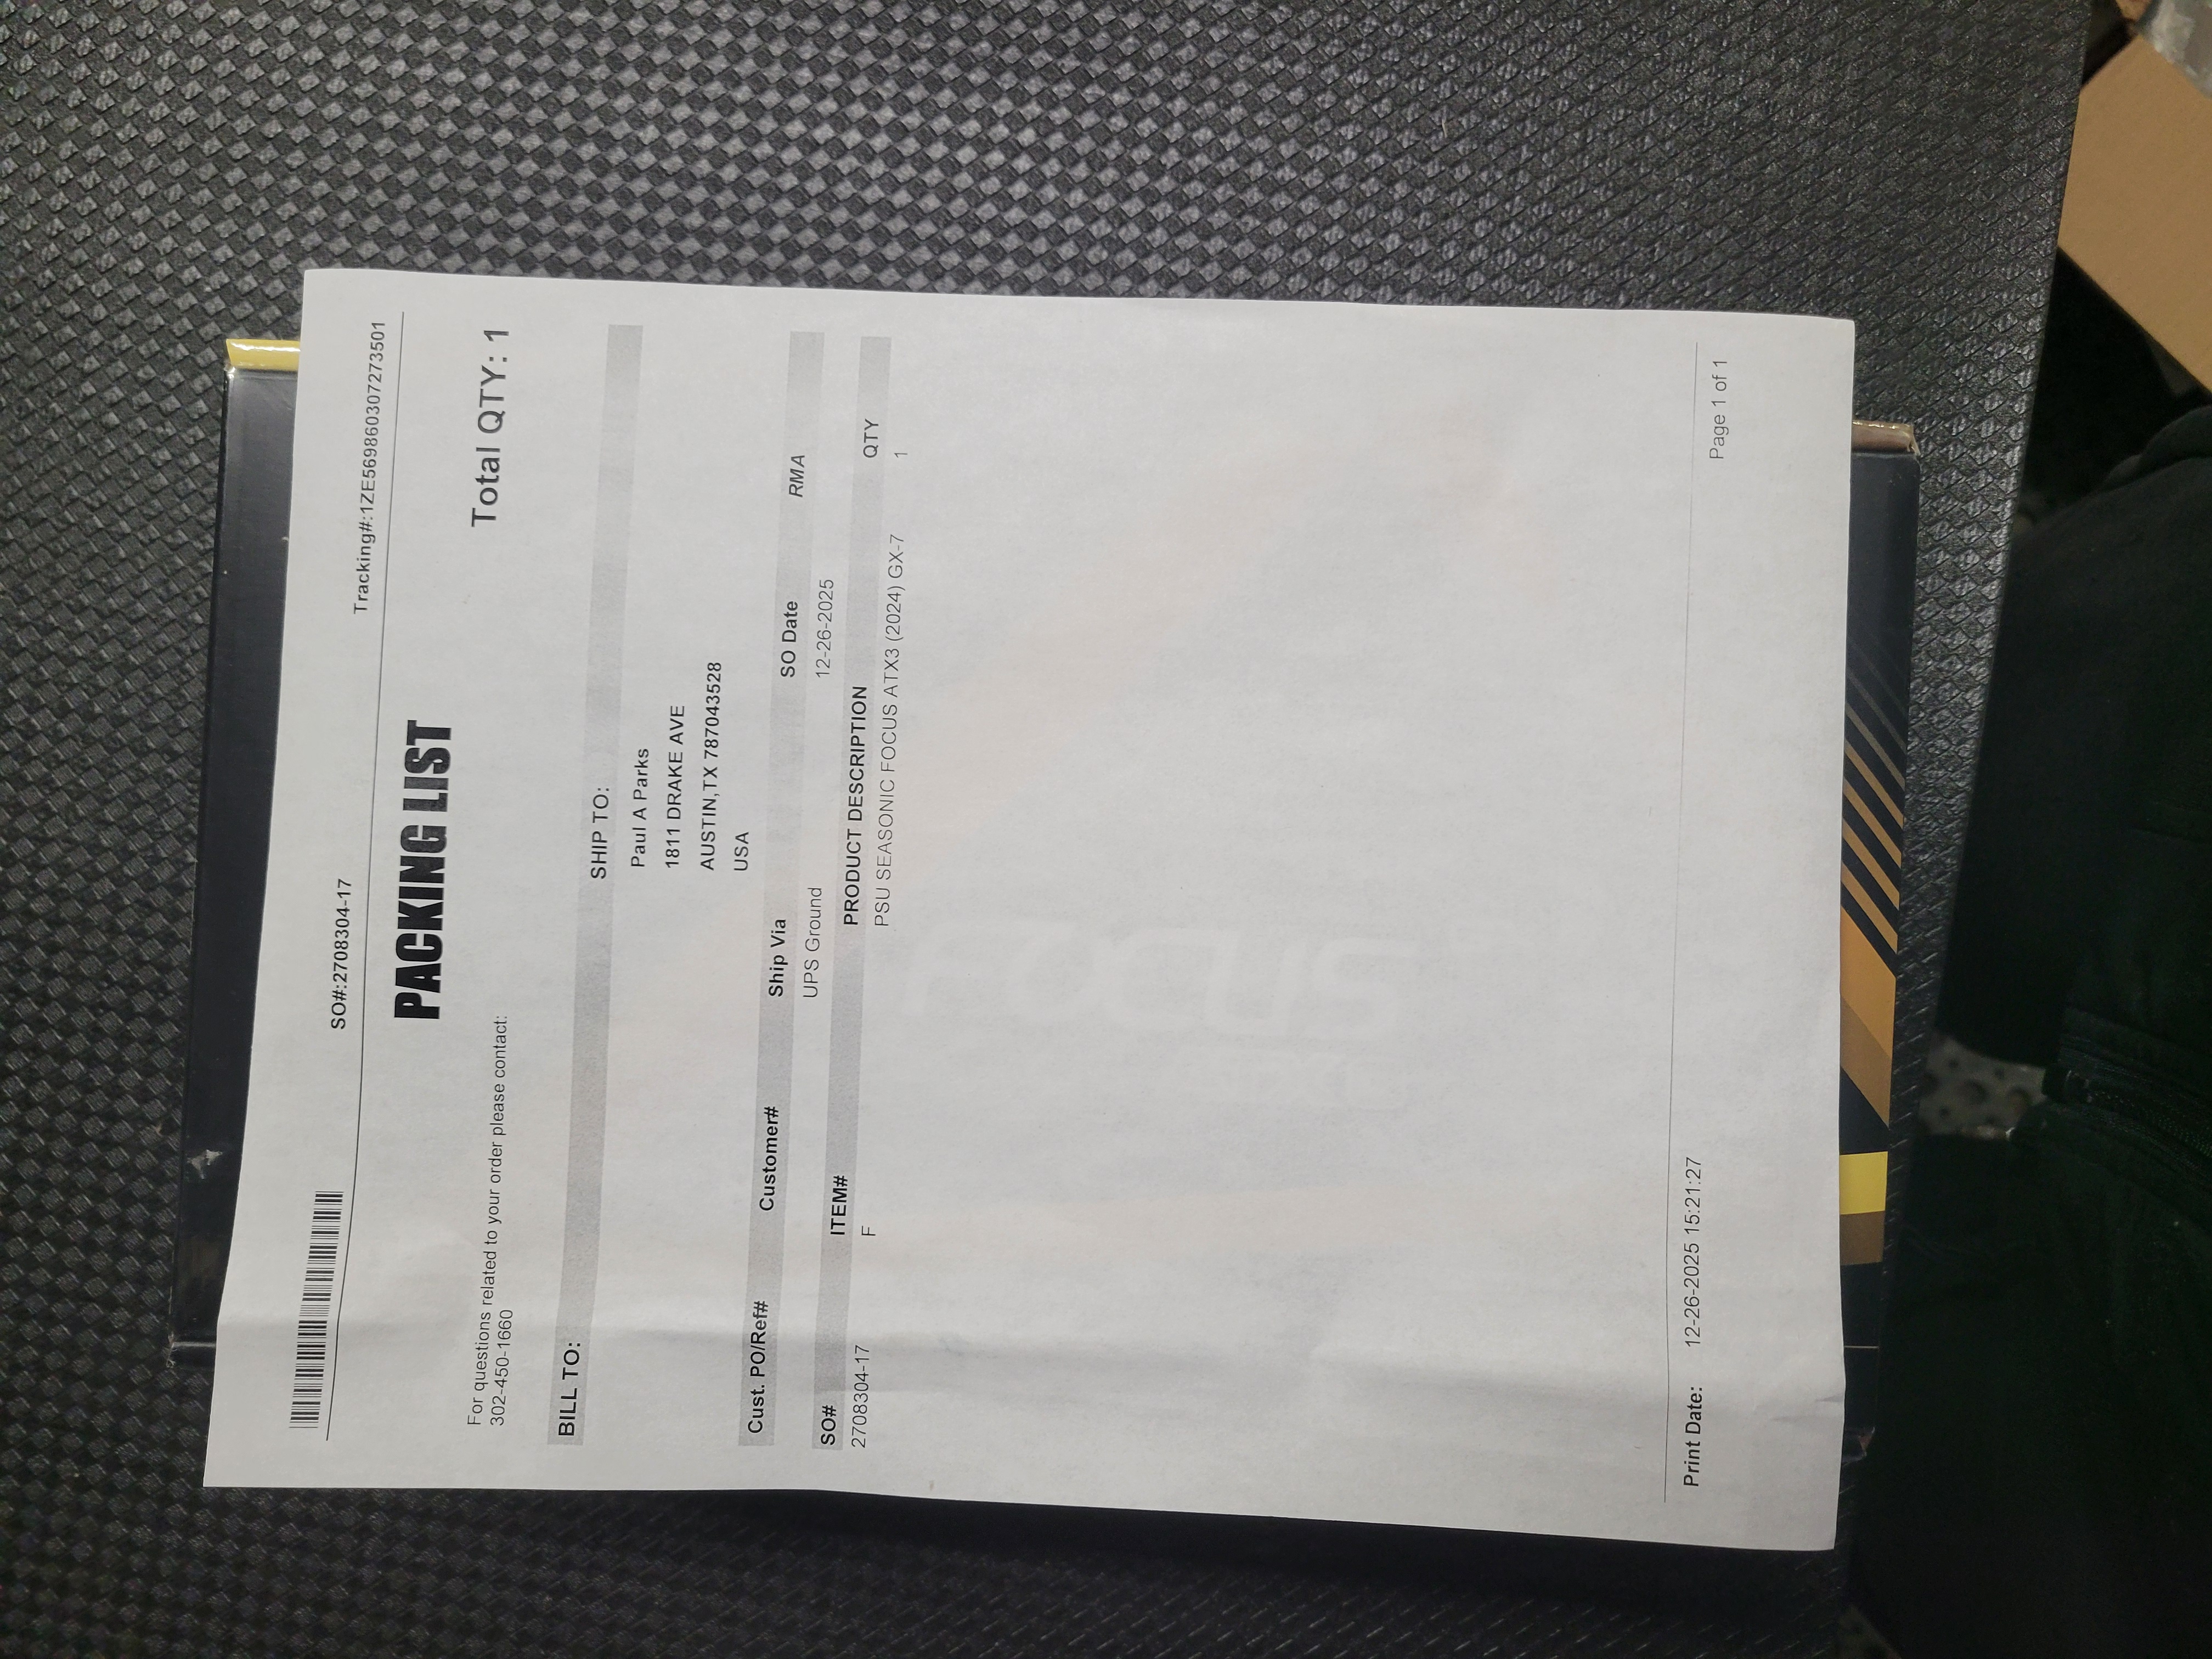 SO#:2708304-17
Tracking#:1ZE569860307273501
PACKING LIST
For questions related to your order please contact:
302-450-1660
Total QTY: 1
BILL TO:
SHIP TO:
Paul A Parks
1811 DRAKE AVE
AUSTIN,TX 787043528
USA
Cust. PO/Ref# Customer# Ship Via SO Date RMA
UPS Ground 12-26-2025
SO# ITEM# PRODUCT DESCRIPTION QTY
2708304-17 F PSU SEASONIC FOCUS ATX3 (2024) GX-7 1
FOCUS
Print Date: 12-26-2025 15:21:27 Page 1 of 1